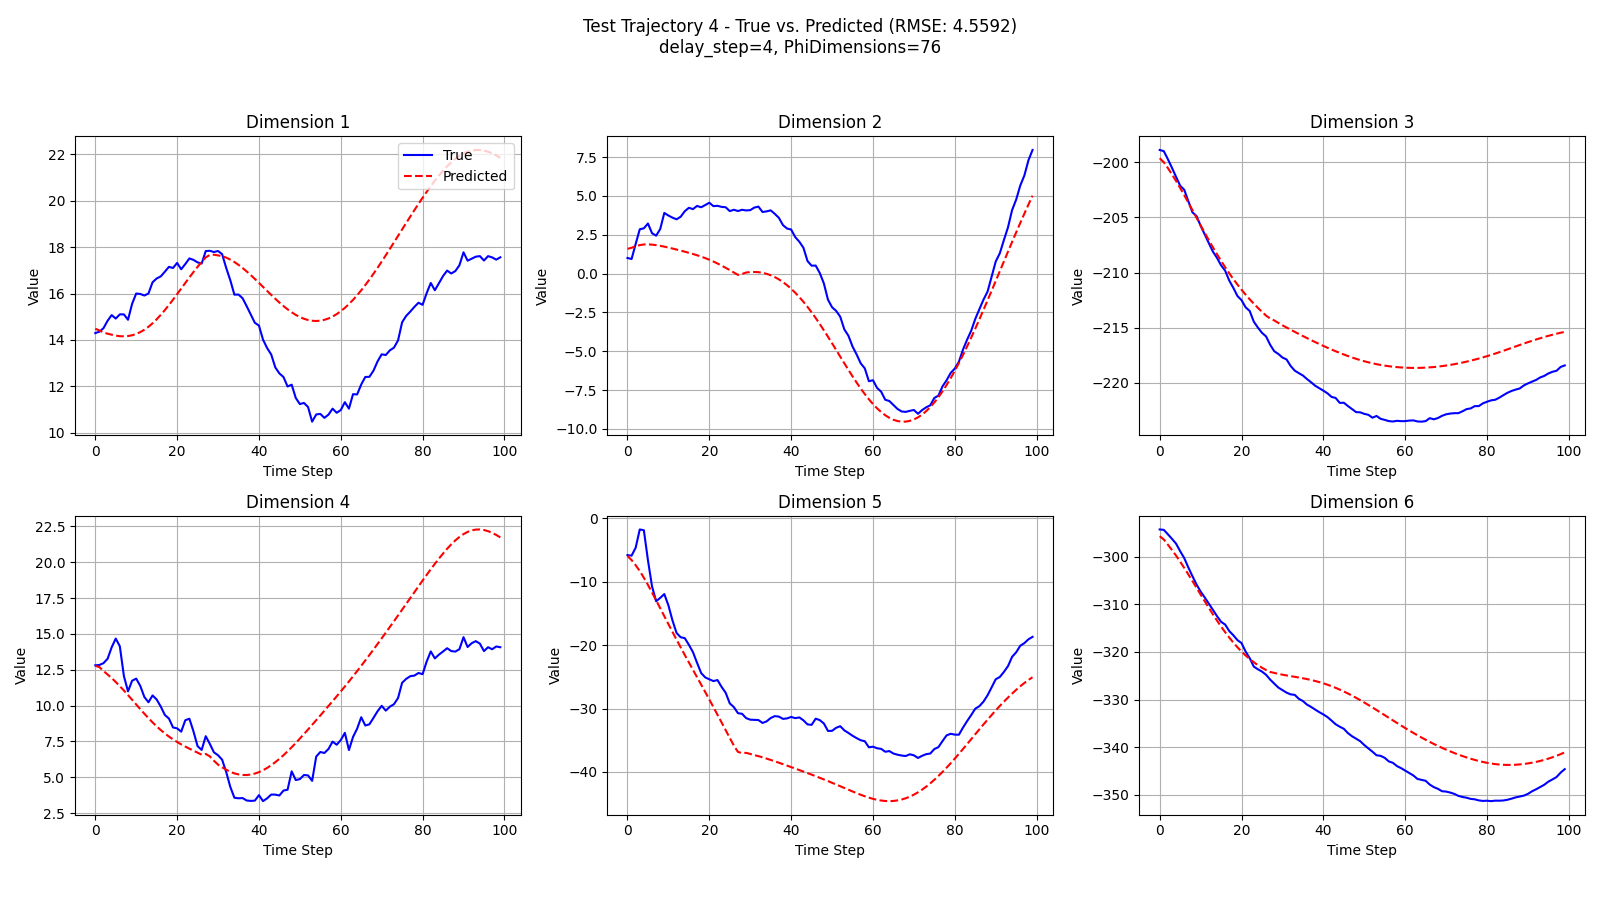 Test Trajectory 4 - True vs. Predicted (RMSE: 4.5592)
delay_step=4, PhiDimensions=76
Dimension 1
22
20
18
16
14
12
10
Value
0 20 40 60 80 100
Time Step
True
Predicted
Dimension 2
7.5
5.0
2.5
0.0
−2.5
−5.0
−7.5
−10.0
Value
0 20 40 60 80 100
Time Step
Dimension 3
−200
−205
−210
−215
−220
Value
0 20 40 60 80 100
Time Step
Dimension 4
22.5
20.0
17.5
15.0
12.5
10.0
7.5
5.0
2.5
Value
0 20 40 60 80 100
Time Step
Dimension 5
0
−10
−20
−30
−40
Value
0 20 40 60 80 100
Time Step
Dimension 6
−300
−310
−320
−330
−340
−350
Value
0 20 40 60 80 100
Time Step